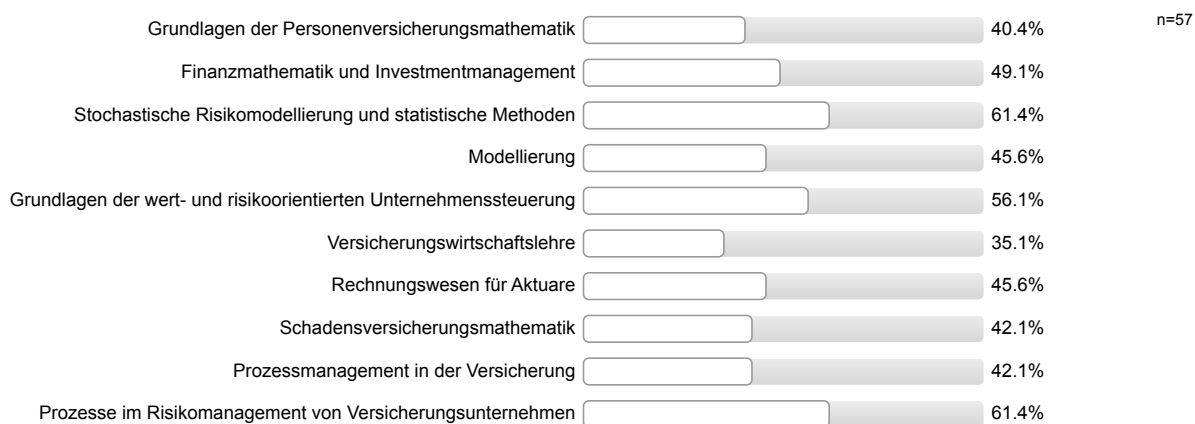 Grundlagen der Personenversicherungsmathematik 40.4% n=57
Finanzmathematik und Investmentmanagement 49.1%
Stochastische Risikomodellierung und statistische Methoden 61.4%
Modellierung 45.6%
Grundlagen der wert- und risikoorientierten Unternehmenssteuerung 56.1%
Versicherungswirtschaftslehre 35.1%
Rechnungswesen für Aktuare 45.6%
Schadensversicherungsmathematik 42.1%
Prozessmanagement in der Versicherung 42.1%
Prozesse im Risikomanagement von Versicherungsunternehmen 61.4%